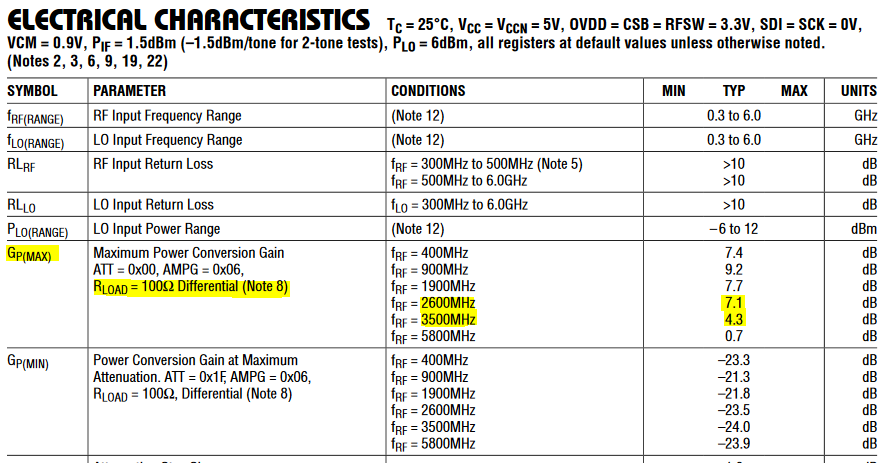 ELECTRICAL CHARACTERISTICS TC = 25°C, VCC = VCCN = 5V, OVDD = CSB = RFSW = 3.3V, SDI = SCK = 0V,
VCM = 0.9V, PIF = 1.5dBm (–1.5dBm/tone for 2-tone tests), PLO = 6dBm, all registers at default values unless otherwise noted.
(Notes 2, 3, 6, 9, 19, 22)
SYMBOL PARAMETER CONDITIONS MIN TYP MAX UNITS
fRF(RANGE) RF Input Frequency Range (Note 12) 0.3 to 6.0 GHz
fLO(RANGE) LO Input Frequency Range (Note 12) 0.3 to 6.0 GHz
RLRF RF Input Return Loss fRF = 300MHz to 500MHz (Note 5) >10 dB
fRF = 500MHz to 6.0GHz >10 dB
RLLO LO Input Return Loss fLO = 300MHz to 6.0GHz >10 dB
PLO(RANGE) LO Input Power Range (Note 12) –6 to 12 dBm
GP(MAX) Maximum Power Conversion Gain fRF = 400MHz 7.4 dB
ATT = 0x00, AMPG = 0x06, fRF = 900MHz 9.2 dB
RLOAD = 100Ω Differential (Note 8) fRF = 1900MHz 7.7 dB
fRF = 2600MHz 7.1 dB
fRF = 3500MHz 4.3 dB
fRF = 5800MHz 0.7 dB
GP(MIN) Power Conversion Gain at Maximum fRF = 400MHz –23.3 dB
Attenuation. ATT = 0x1F, AMPG = 0x06, fRF = 900MHz –21.3 dB
RLOAD = 100Ω, Differential (Note 8) fRF = 1900MHz –21.8 dB
fRF = 2600MHz –23.5 dB
fRF = 3500MHz –24.0 dB
fRF = 5800MHz –23.9 dB